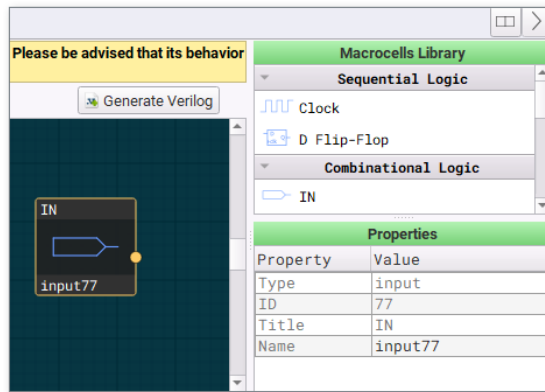 Please be advised that its behavior
Generate Verilog
IN
input77
Macrocells Library
Sequential Logic
Clock
D Flip-Flop
Combinational Logic
IN
Properties
Property Value
Type input
ID 77
Title IN
Name input77